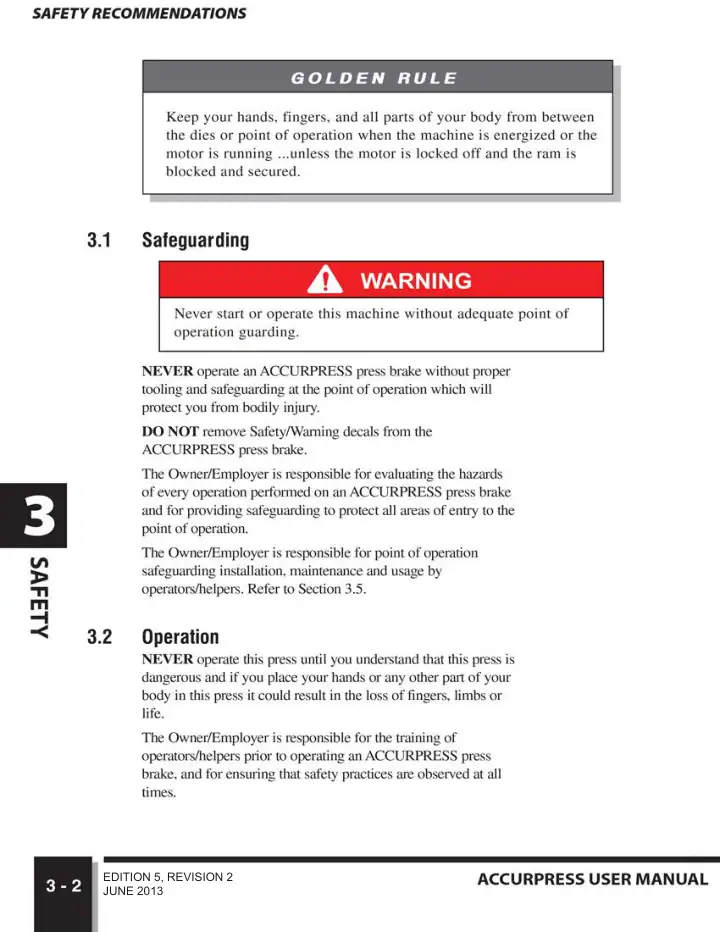 SAFETY RECOMMENDATIONS
GOLDEN RULE
Keep your hands, fingers, and all parts of your body from between
the dies or point of operation when the machine is energized or the
motor is running ...unless the motor is locked off and the ram is
blocked and secured.
3.1 Safeguarding
WARNING
Never start or operate this machine without adequate point of
operation guarding.
NEVER operate an ACCURPRESS press brake without proper
tooling and safeguarding at the point of operation which will
protect you from bodily injury.
DO NOT remove Safety/Warning decals from the
ACCURPRESS press brake.
The Owner/Employer is responsible for evaluating the hazards
of every operation performed on an ACCURPRESS press brake
and for providing safeguarding to protect all areas of entry to the
point of operation.
The Owner/Employer is responsible for point of operation
safeguarding installation, maintenance and usage by
operators/helpers. Refer to Section 3.5.
3
SAFETY
3.2 Operation
NEVER operate this press until you understand that this press is
dangerous and if you place your hands or any other part of your
body in this press it could result in the loss of fingers, limbs or
life.
The Owner/Employer is responsible for the training of
operators/helpers prior to operating an ACCURPRESS press
brake, and for ensuring that safety practices are observed at all
times.
3 - 2
EDITION 5, REVISION 2
JUNE 2013
ACCURPRESS USER MANUAL